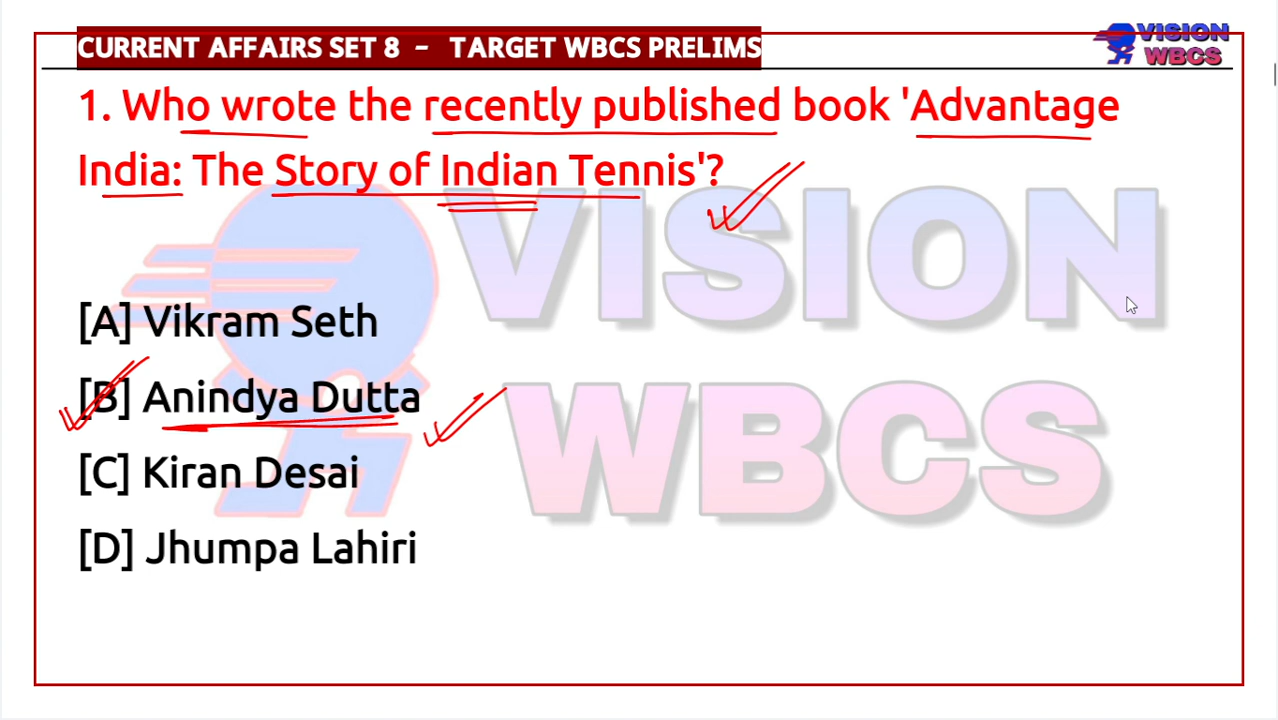 CURRENT AFFAIRS SET 8 - TARGET WBCS PRELIMS
VISION
WBCS
1. Who wrote the recently published book 'Advantage
India: The Story of Indian Tennis'?
VISION
WBCS
[A] Vikram Seth
[B] Anindya Dutta
[C] Kiran Desai
[D] Jhumpa Lahiri